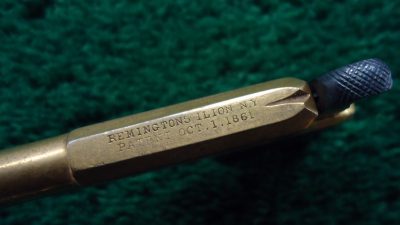 REMINGTONS ILION N.Y
PATENT OCT. 1. 1861